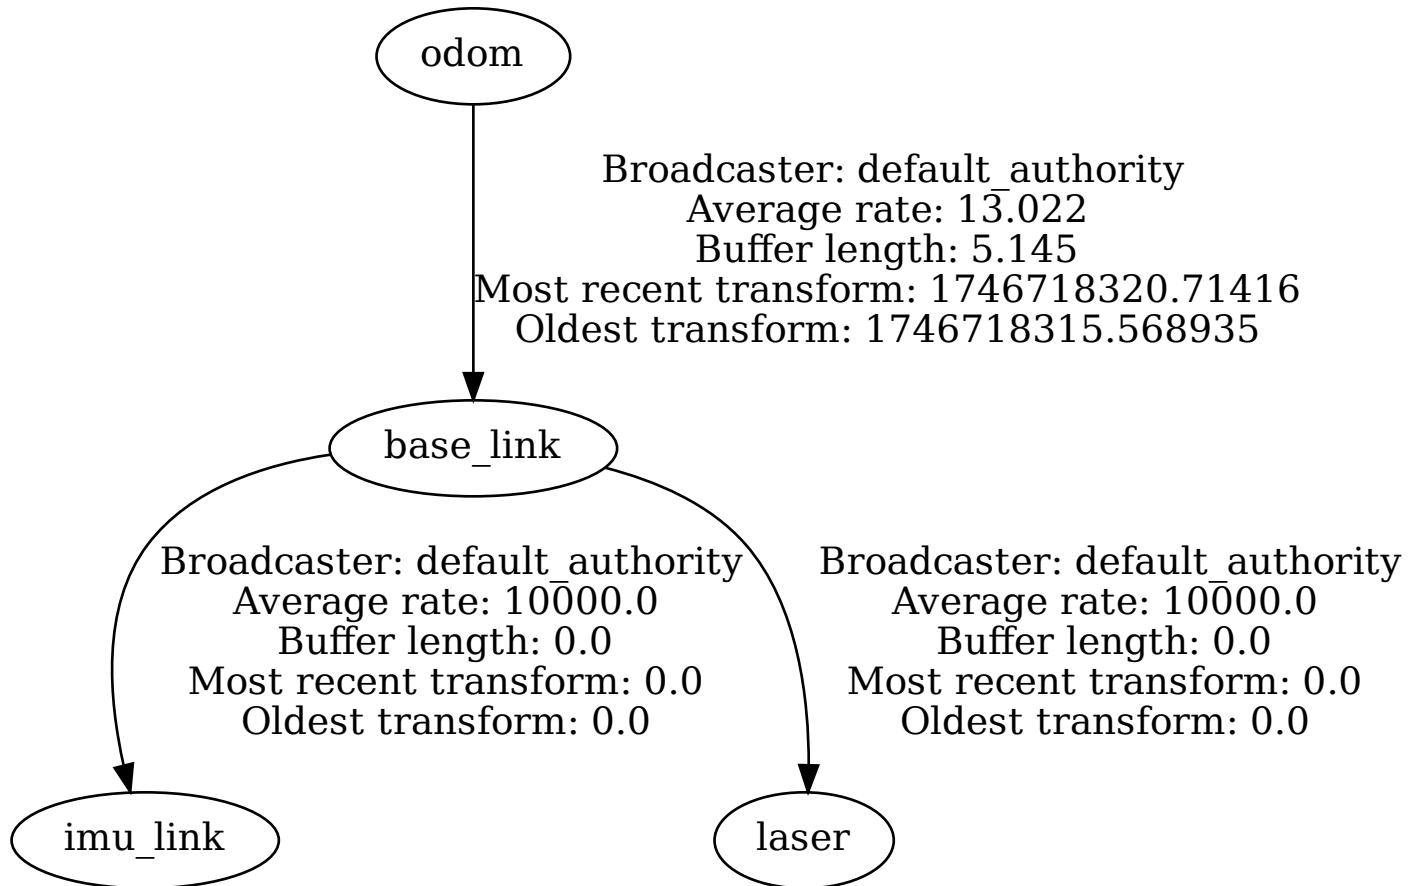 odom
Broadcaster: default_authority
Average rate: 13.022
Buffer length: 5.145
Most recent transform: 1746718320.71416
Oldest transform: 1746718315.568935
base_link
Broadcaster: default_authority
Average rate: 10000.0
Buffer length: 0.0
Most recent transform: 0.0
Oldest transform: 0.0
Broadcaster: default_authority
Average rate: 10000.0
Buffer length: 0.0
Most recent transform: 0.0
Oldest transform: 0.0
imu_link
laser